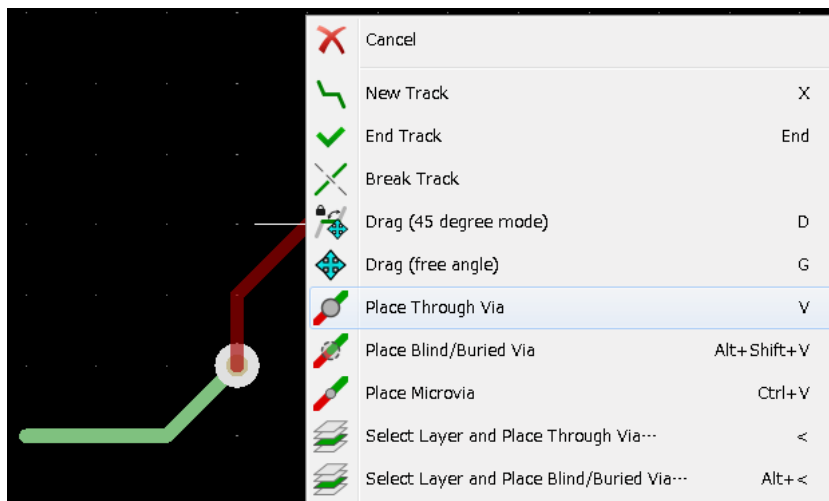 Cancel
New Track X
End Track End
Break Track
Drag (45 degree mode) D
Drag (free angle) G
Place Through Via V
Place Blind/Buried Via Alt+Shift+V
Place Microvia Ctrl+V
Select Layer and Place Through Via··· <
Select Layer and Place Blind/Buried Via··· Alt+<